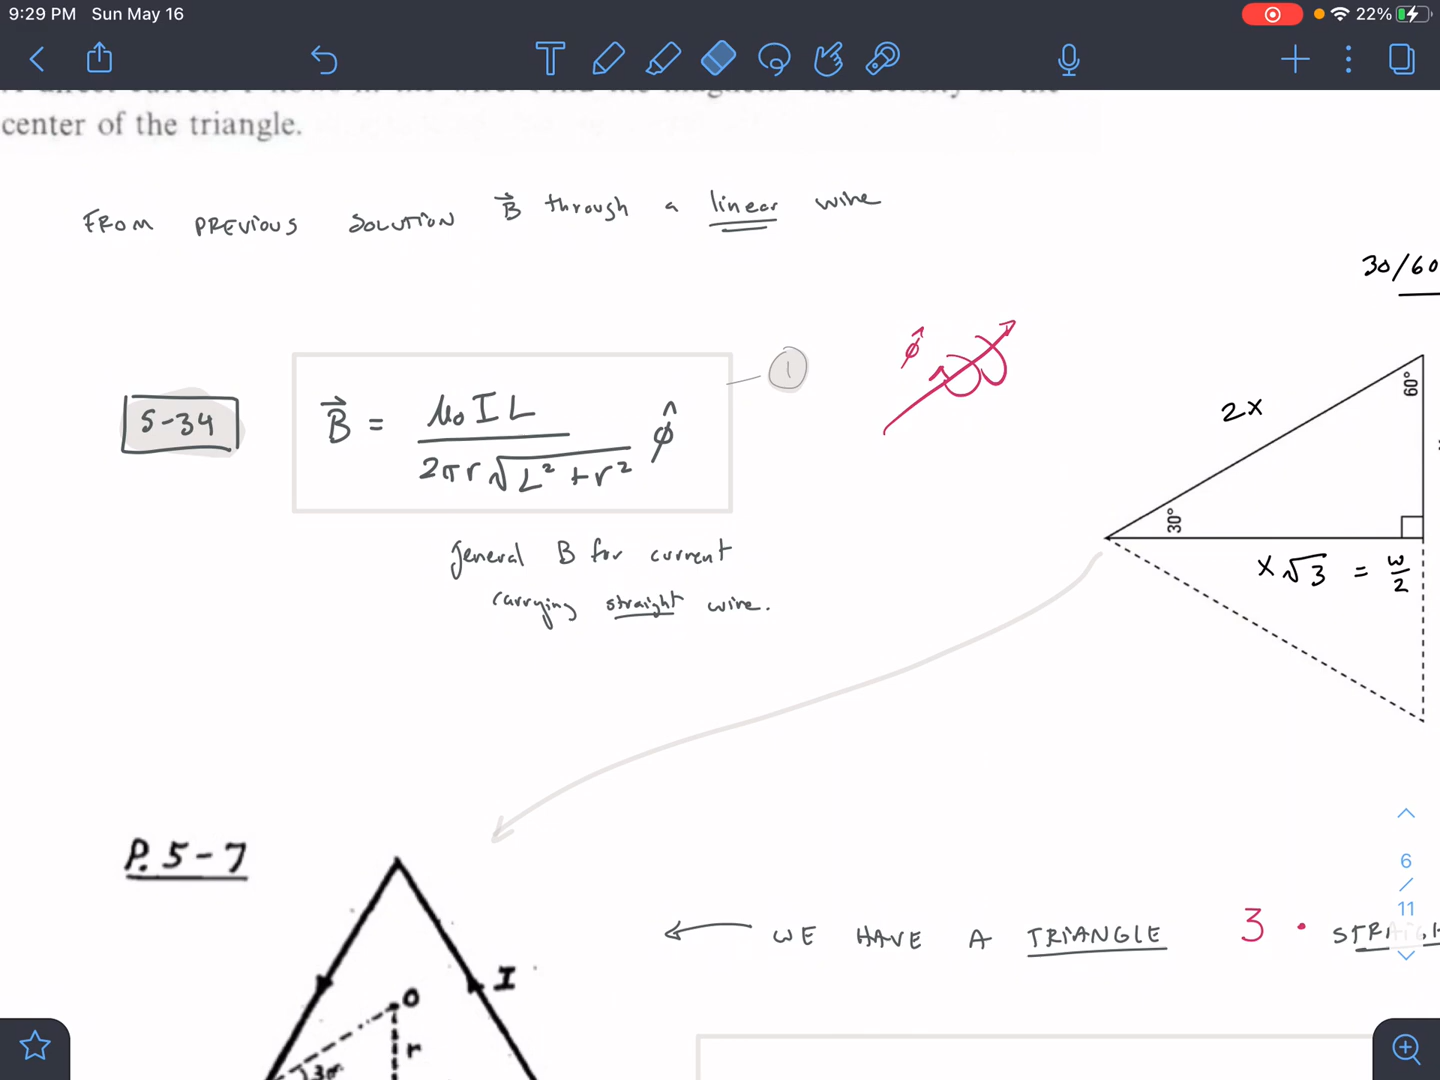 9:29 PM Sun May 16
22%
center of the triangle.
FROM PREVIOUS SOLUTION B⃗ through a linear wire
30/60
①
ϕ̂
5-34
B⃗ = μ₀IL / 2πr√L² + r² ϕ̂
2x
60°
30°
x√3 = w/2
general B for current
carrying straight wire.
P. 5-7
6
/
11
← WE HAVE A TRIANGLE 3 •
I
O
r